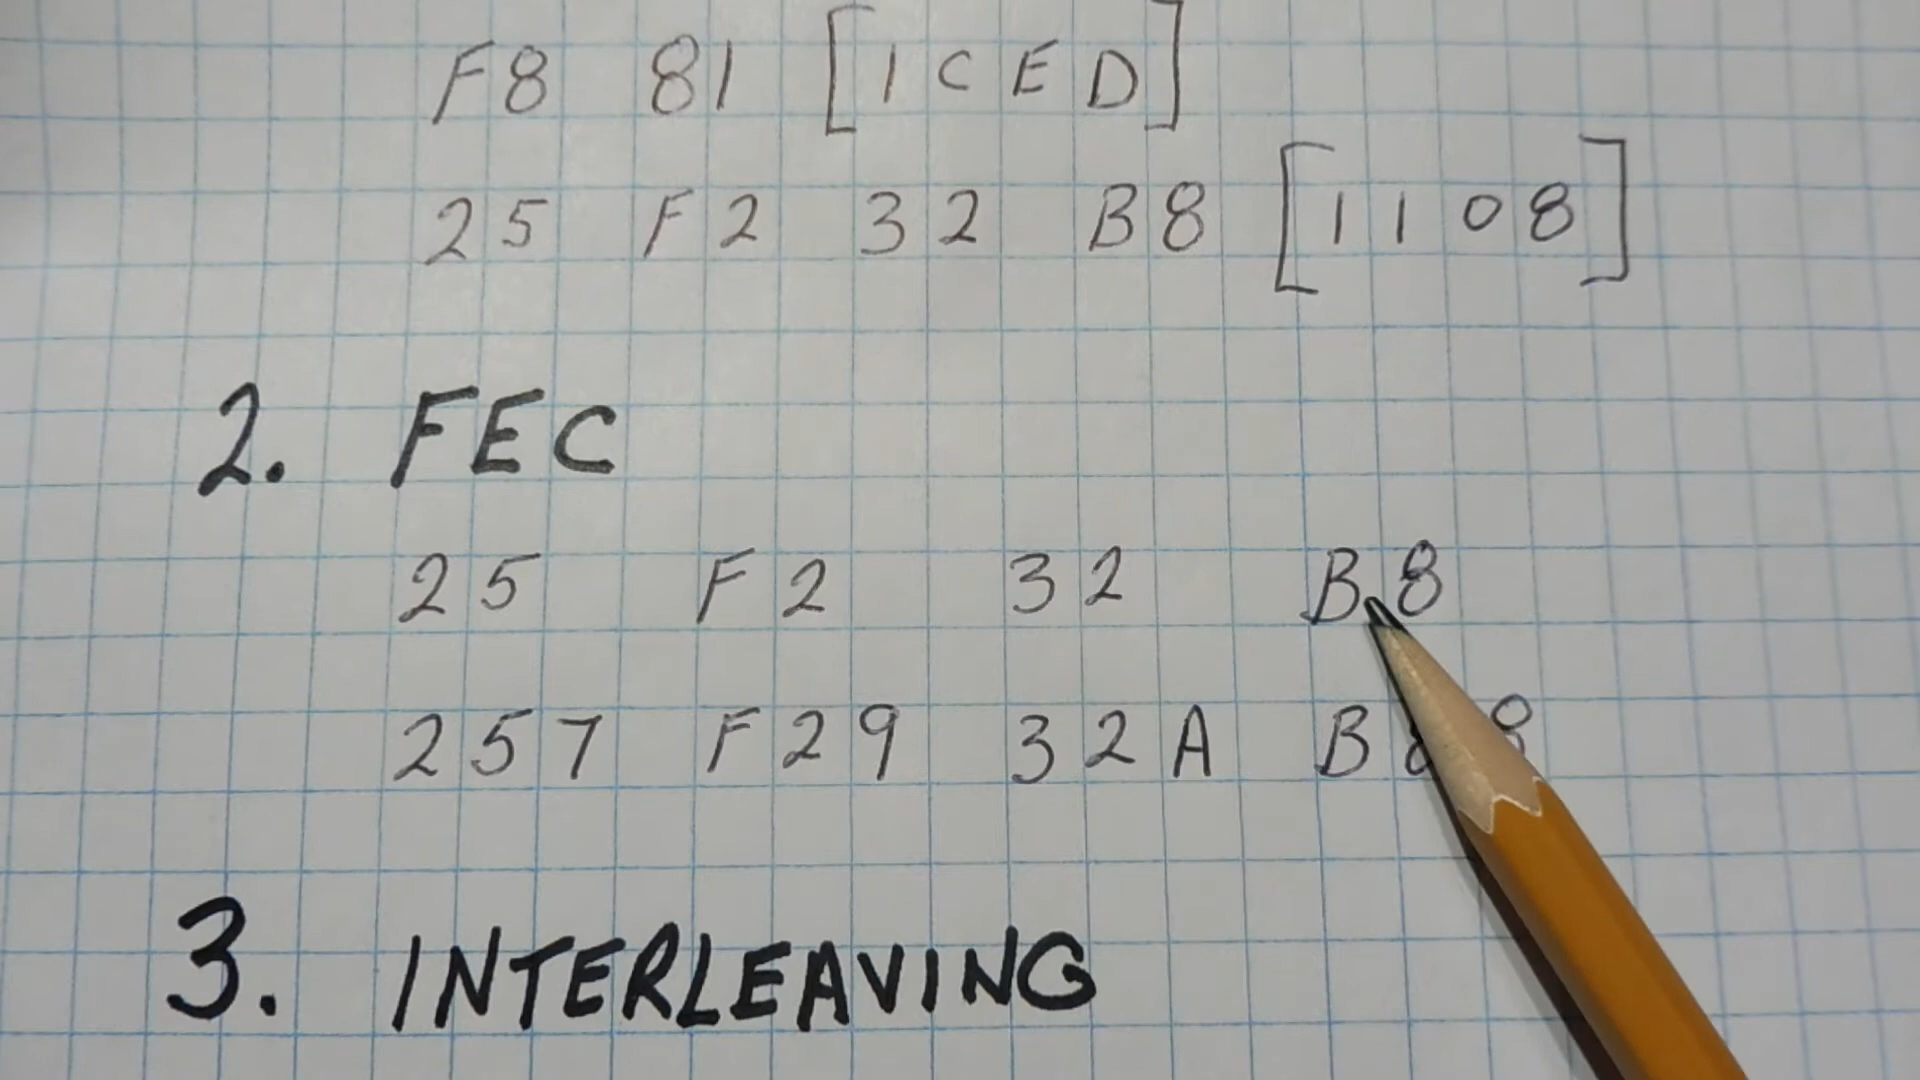 F8 81 [1CED]
25 F2 32 B8 [1108]
2. FEC
25 F2 32 B8
257 F29 32A B88
3. INTERLEAVING